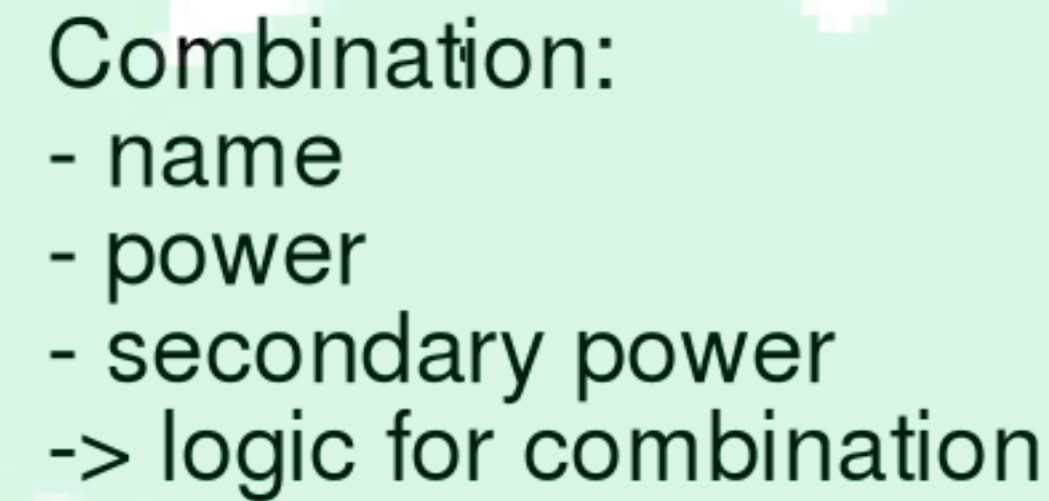 Combination:
- name
- power
- secondary power
-> logic for combination